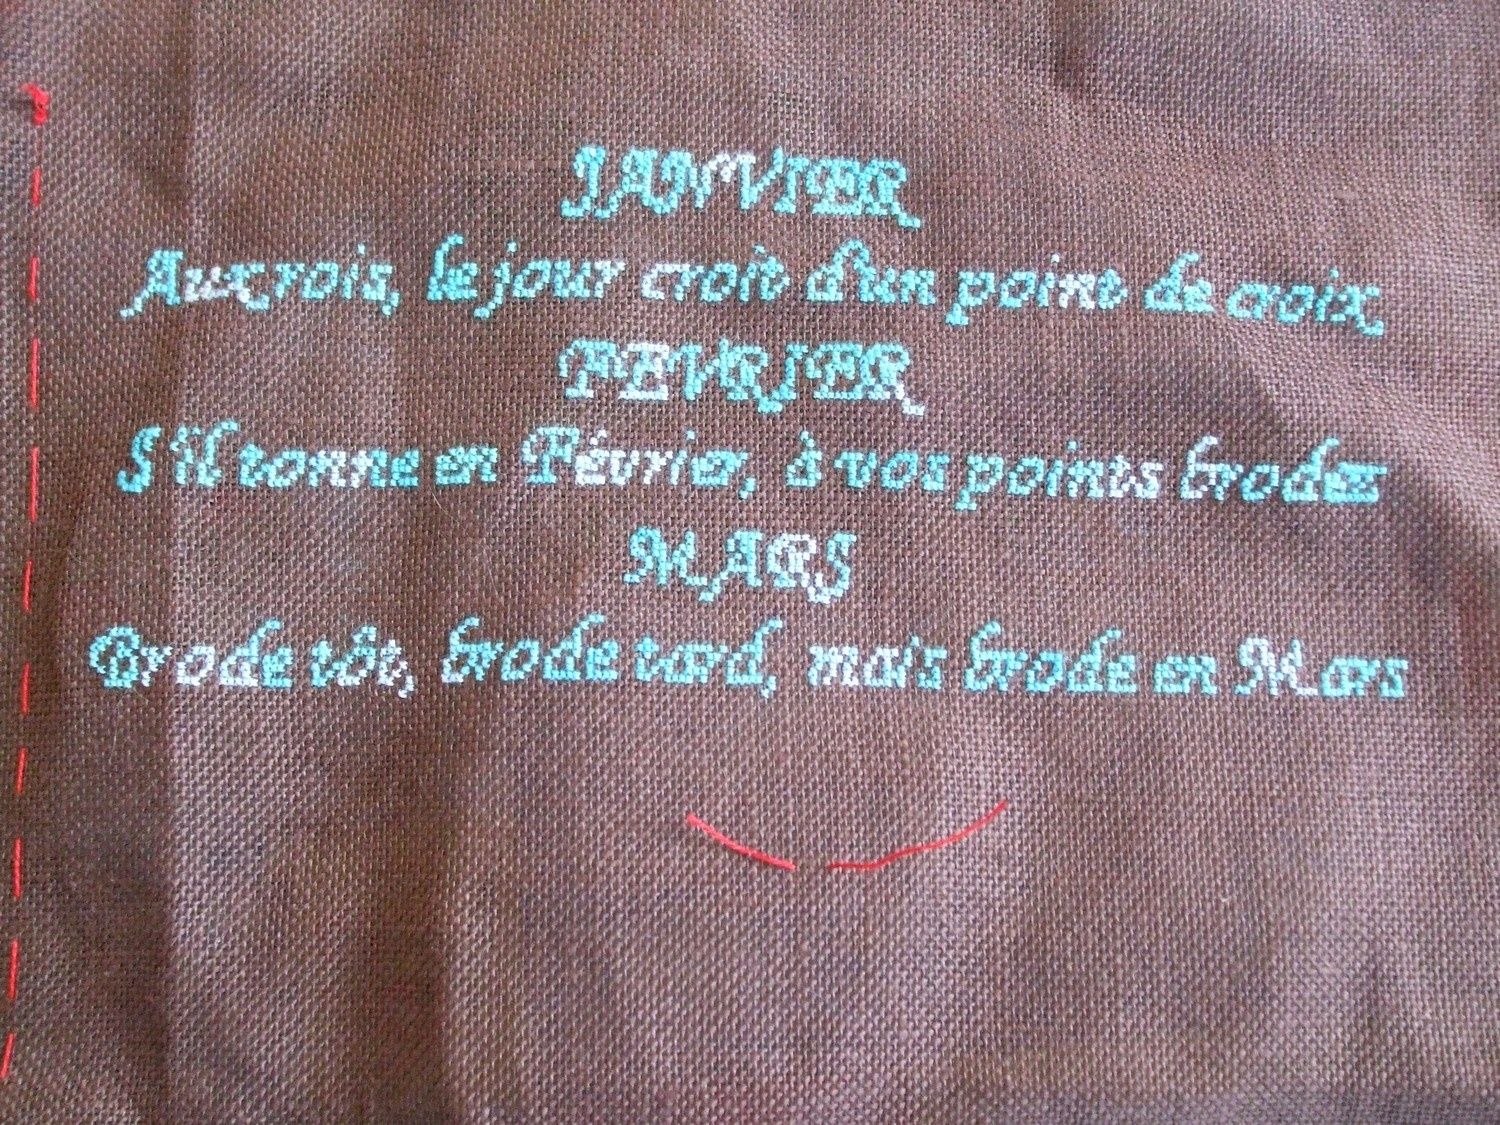 JANVIER
Aux rois, le jour croît d'un point de croix.
FEVRIER
S'il tonne en Février, à vos points brodez
MARS
Brode tôt, brode tard, mais brode en Mars